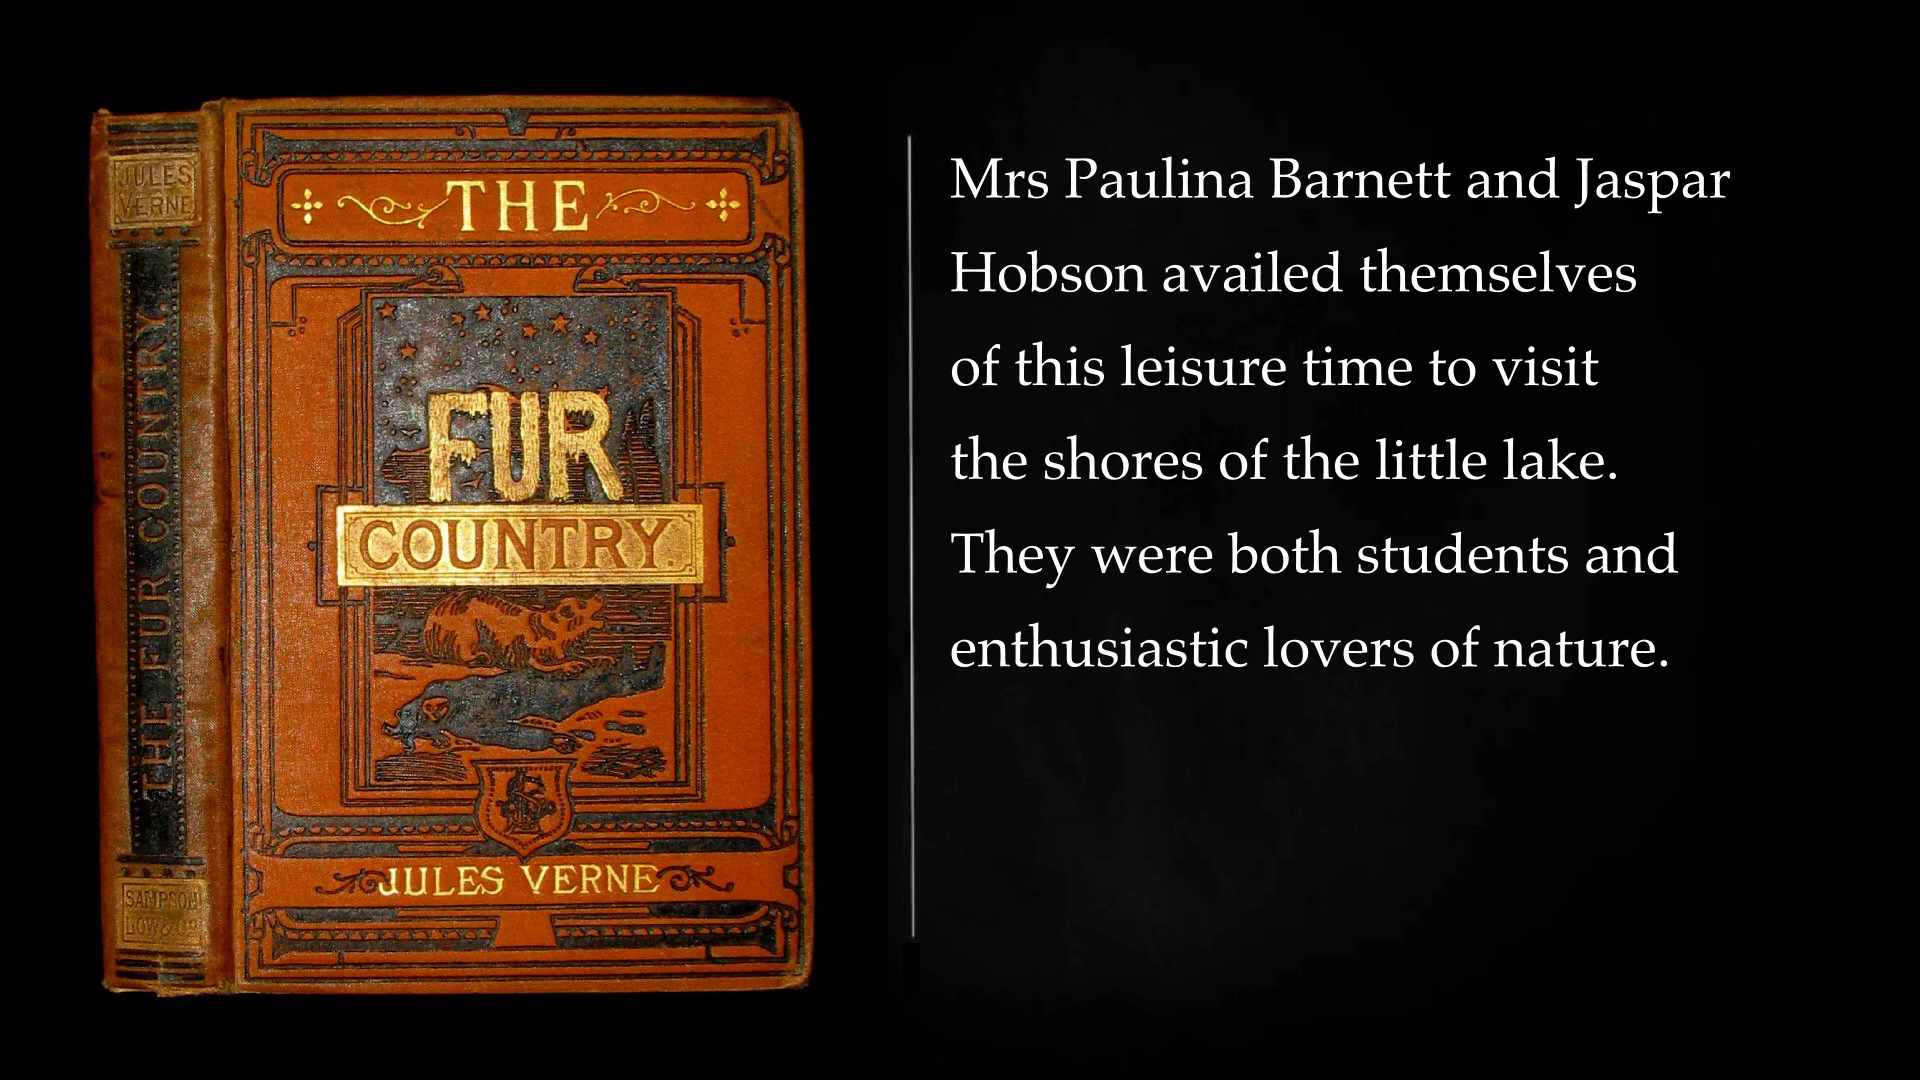 JULES
VERNE
THE FUR COUNTRY.
SAMPSON
LOW & Co
THE
FUR
COUNTRY.
JULES VERNE
Mrs Paulina Barnett and Jaspar
Hobson availed themselves
of this leisure time to visit
the shores of the little lake.
They were both students and
enthusiastic lovers of nature.